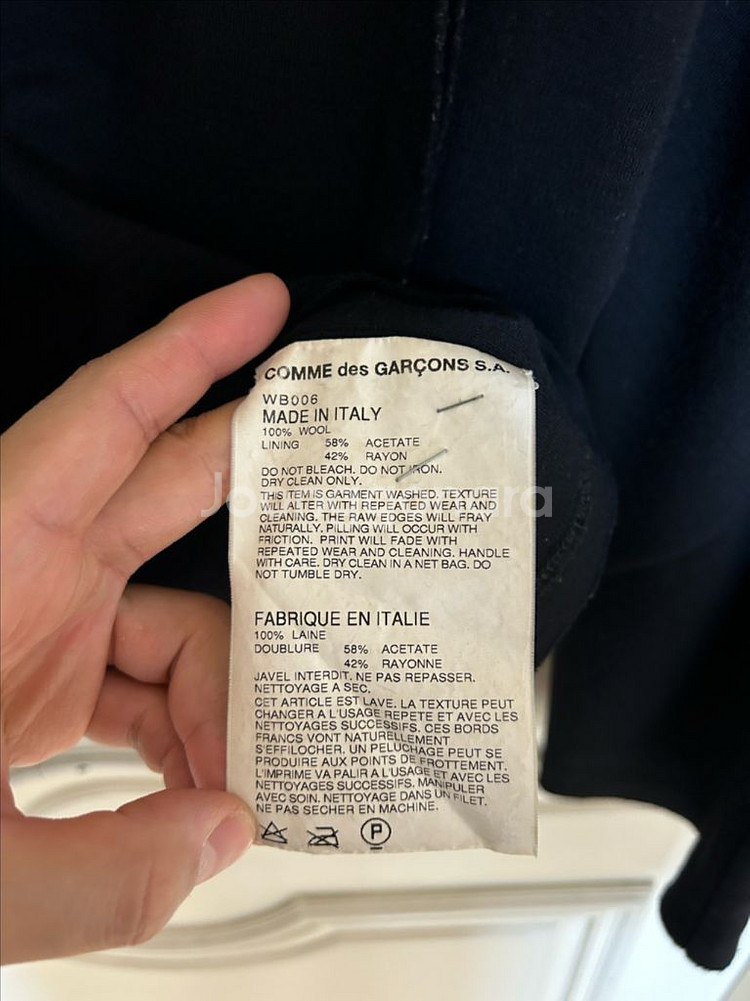 COMME des GARÇONS S.A.
WB006
MADE IN ITALY
100% WOOL
LINING 58% ACETATE
42% RAYON
DO NOT BLEACH. DO NOT IRON.
DRY CLEAN ONLY.
THIS ITEM IS GARMENT WASHED. TEXTURE
WILL ALTER WITH REPEATED WEAR AND
CLEANING. THE RAW EDGES WILL FRAY
NATURALLY. PILLING WILL OCCUR WITH
FRICTION. PRINT WILL FADE WITH
REPEATED WEAR AND CLEANING. HANDLE
WITH CARE. DRY CLEAN IN A NET BAG. DO
NOT TUMBLE DRY.
FABRIQUE EN ITALIE
100% LAINE
DOUBLURE 58% ACETATE
42% RAYONNE
JAVEL INTERDIT. NE PAS REPASSER.
NETTOYAGE A SEC.
CET ARTICLE EST LAVE. LA TEXTURE PEUT
CHANGER A L'USAGE REPETE ET AVEC LES
NETTOYAGES SUCCESSIFS. CES BORDS
FRANCS VONT NATURELLEMENT
S'EFFILOCHER. UN PELUCHAGE PEUT SE
PRODUIRE AUX POINTS DE FROTTEMENT.
L'IMPRIME VA PALIR A L'USAGE ET AVEC LES
NETTOYAGES SUCCESSIFS. MANIPULER
AVEC SOIN. NETTOYAGE DANS UN FILET.
NE PAS SECHER EN MACHINE.
P